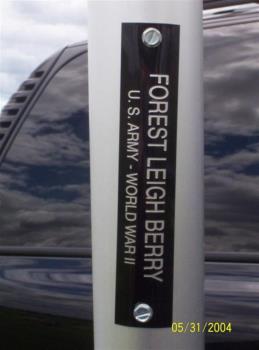 FOREST LEIGH BERRY
U. S. ARMY - WORLD WAR II
05/31/2004